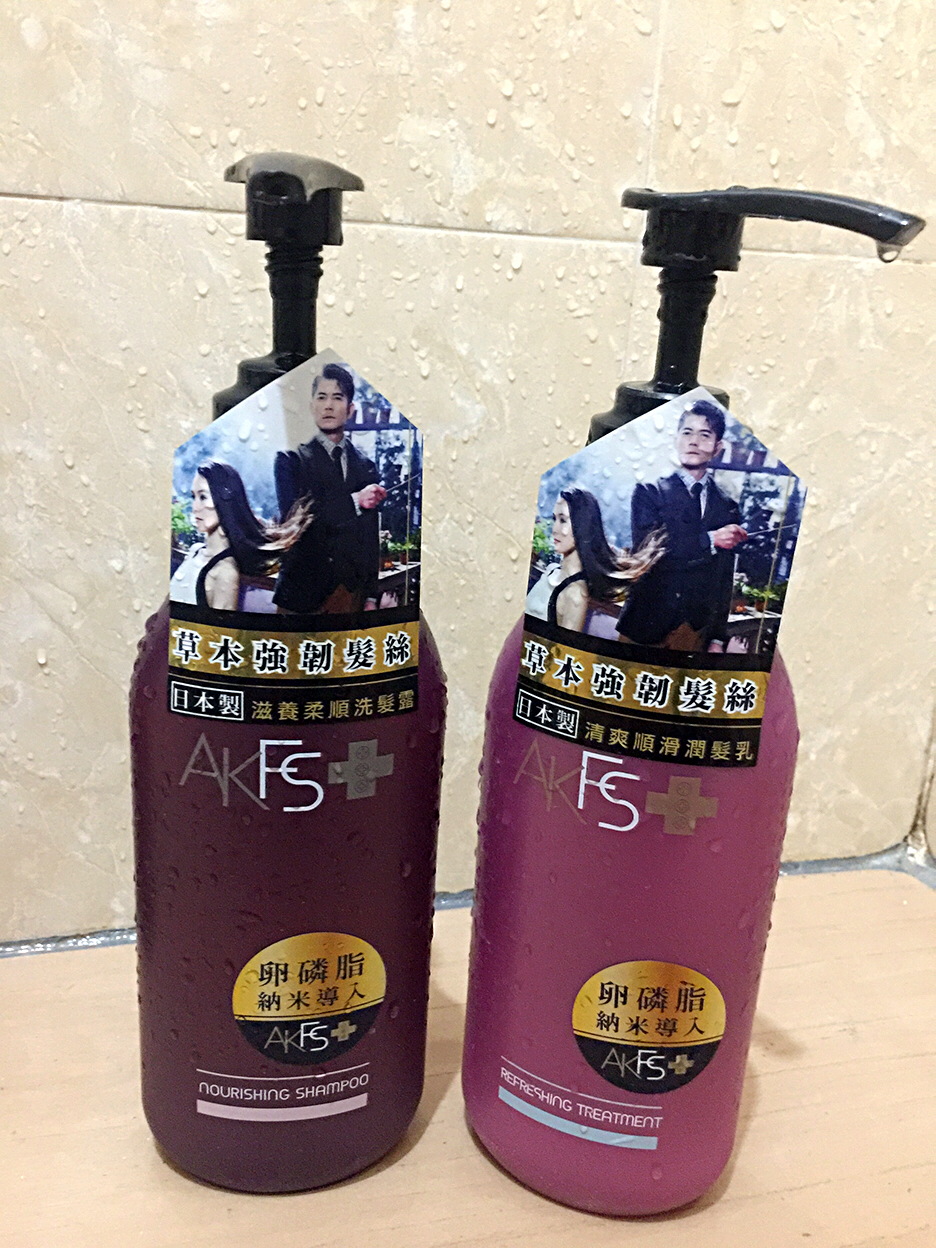 草本強韌髮絲
日本製 滋養柔順洗髮露
AKFS+
卵磷脂
納米導入
AKFS+
NOURISHING SHAMPOO
草本強韌髮絲
日本製 清爽順滑潤髮乳
AKFS+
卵磷脂
納米導入
AKFS+
REFRESHING TREATMENT